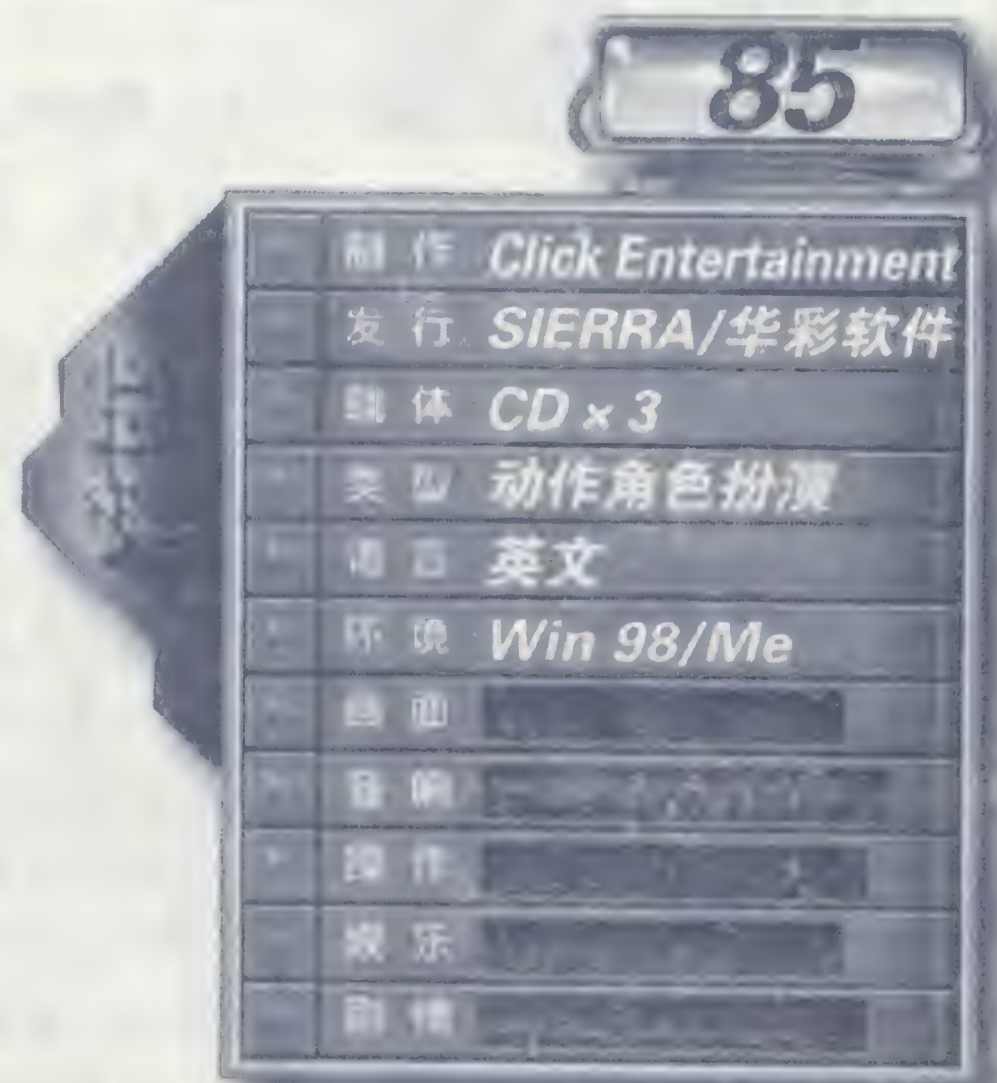 85
制作 Click Entertainment
发行 SIERRA/华彩软件
载体 CD × 3
类型 动作角色扮演
语言 英文
环境 Win 98/Me
画面
音响
操作
娱乐
剧情